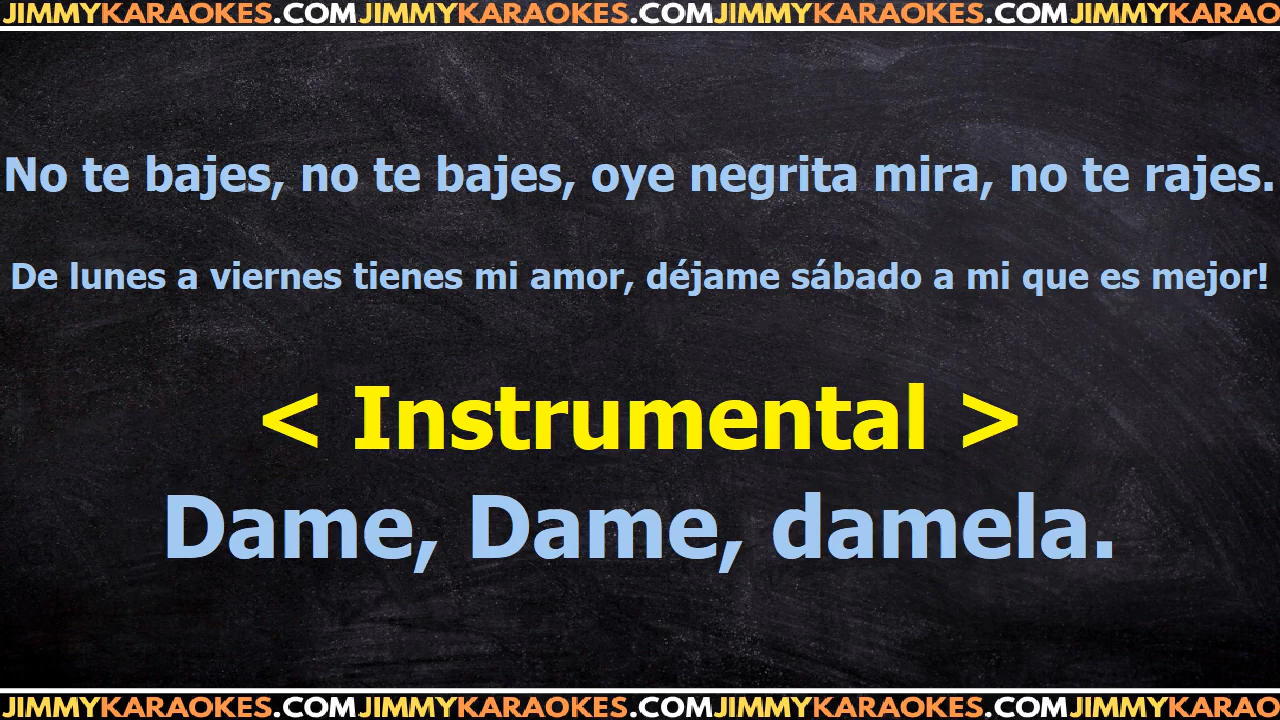 JIMMYKARAOKES.COMJIMMYKARAOKES.COMJIMMYKARAOKES.COMJIMMYKARAO
No te bajes, no te bajes, oye negrita mira, no te rajes.
De lunes a viernes tienes mi amor, déjame sábado a mi que es mejor!
< Instrumental >
Dame, Dame, damela.
JIMMYKARAOKES.COMJIMMYKARAOKES.COMJIMMYKARAOKES.COMJIMMYKARAO